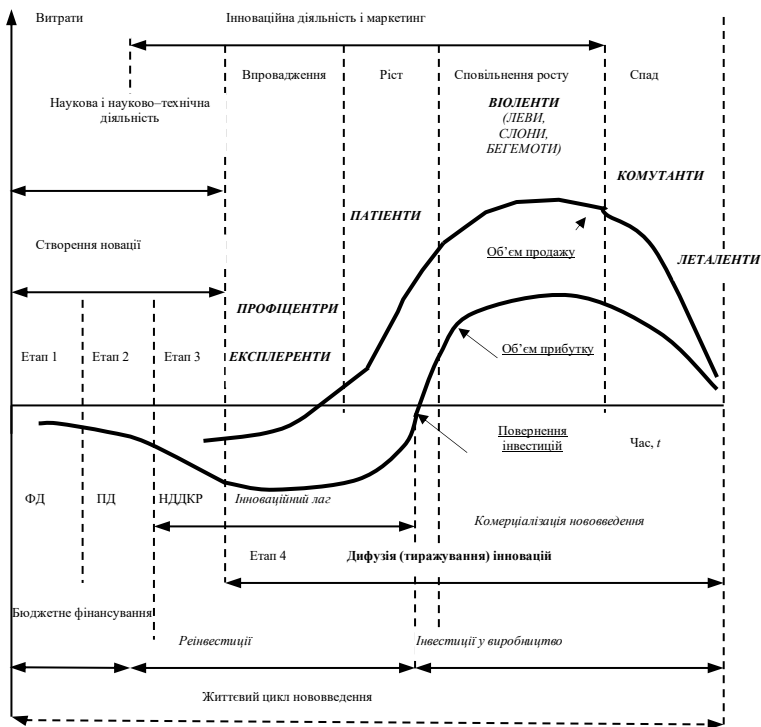 Витрати
Інноваційна діяльність і маркетинг
Впровадження
Ріст
Сповільнення росту
Спад
Наукова і науково–технічна
діяльність
ВІОЛЕНТИ
(ЛЕВИ,
СЛОНИ,
БЕГЕМОТИ)
КОМУТАНТИ
ПАТІЕНТИ
Створення новації
Об’єм продажу
ЛЕТАЛЕНТИ
ПРОФІЦЕНТРИ
Етап 1
Етап 2
Етап 3
ЕКСПЛЕРЕНТИ
Об’єм прибутку
Повернення
інвестицій
Час, t
ФД
ПД
НДДКР
Інноваційний лаг
Комерціалізація нововведення
Етап 4
Дифузія (тиражування) інновацій
Бюджетне фінансування
Реінвестиції
Інвестиції у виробництво
Життєвий цикл нововведення